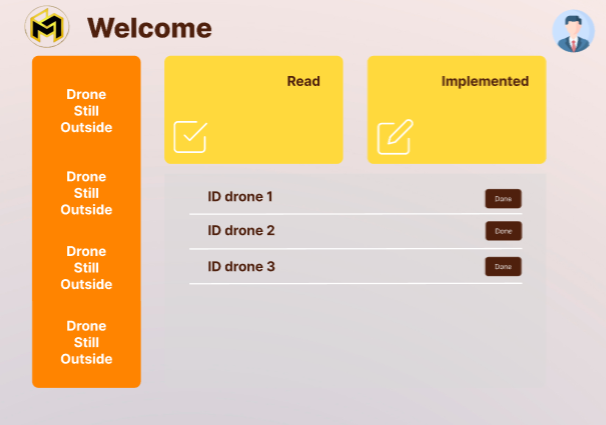 Welcome
Drone
Still
Outside
Drone
Still
Outside
Drone
Still
Outside
Drone
Still
Outside
Read
Implemented
ID drone 1
Done
ID drone 2
Done
ID drone 3
Done